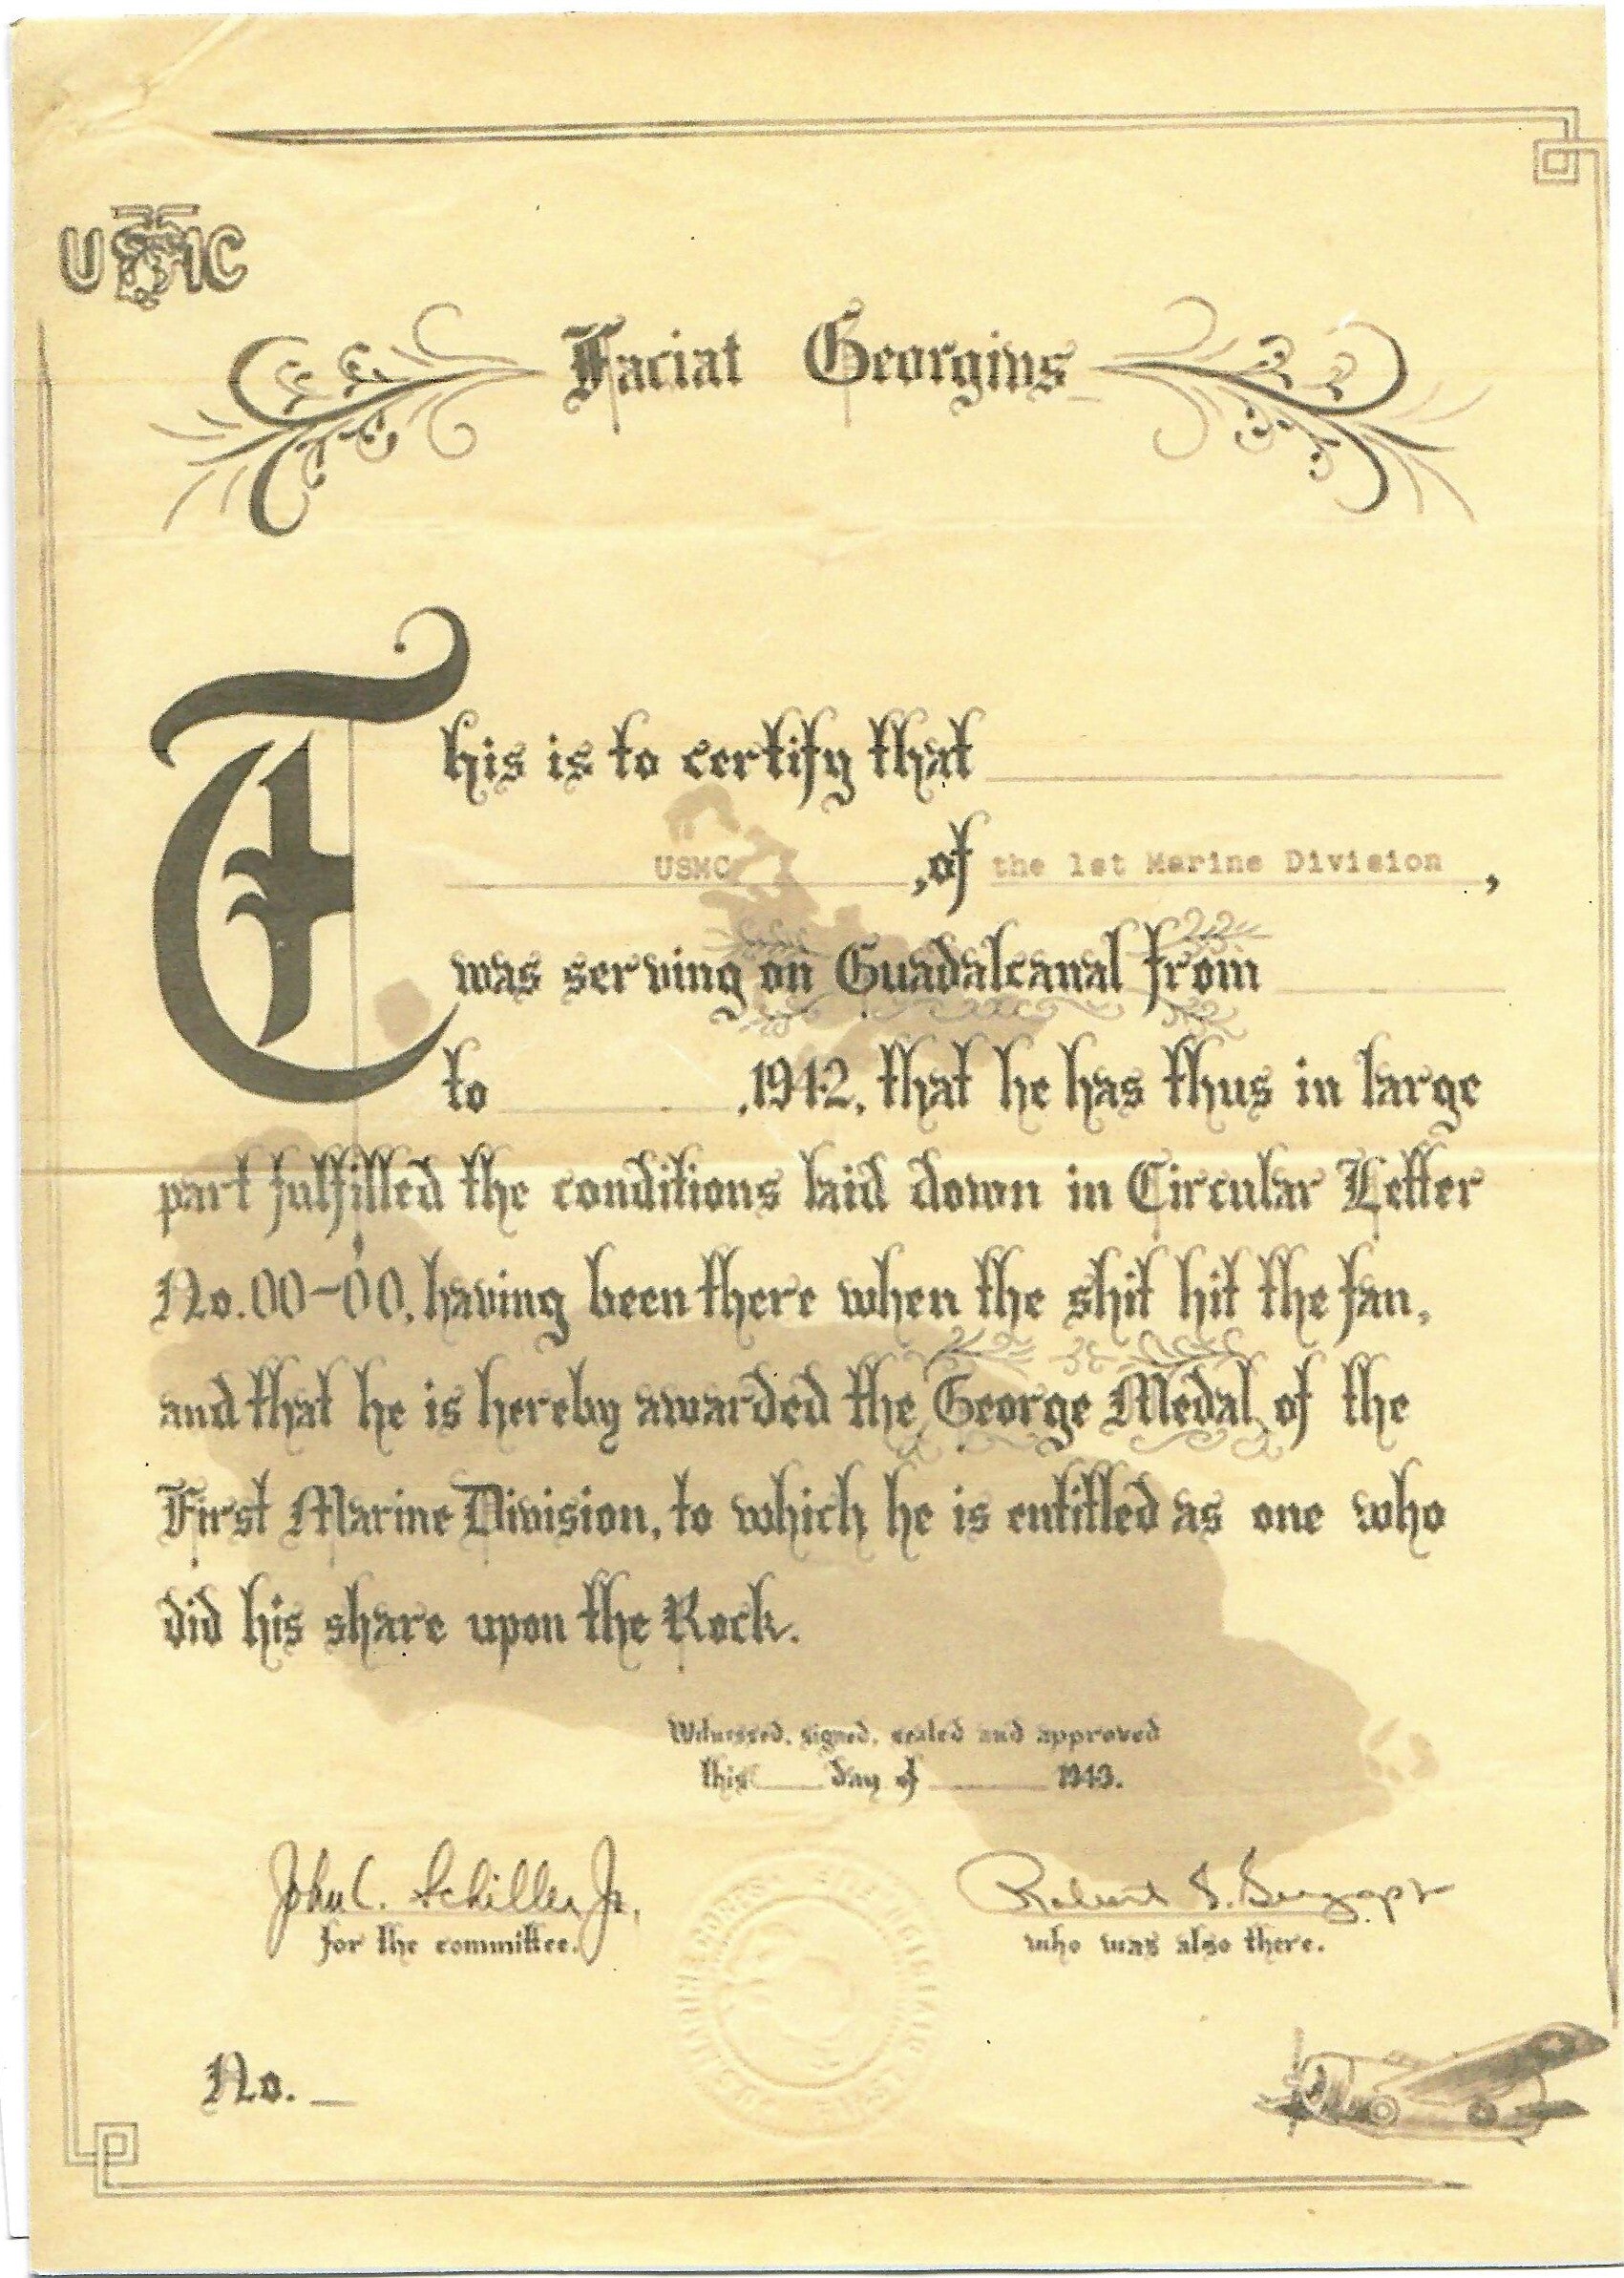 USMC
Faciat Georgius
This is to certify that
USMC , of the 1st Marine Division ,
was serving on Guadalcanal from
to ,1942, that he has thus in large
part fulfilled the conditions laid down in Circular Letter
No. 00-00, having been there when the shit hit the fan,
and that he is hereby awarded the George Medal of the
First Marine Division, to which he is entitled as one who
did his share upon the Rock.
Witnessed, signed, sealed and approved
this day of 1943.
John C. Schiller Jr.
for the committee.
Robert
who was also there.
No.